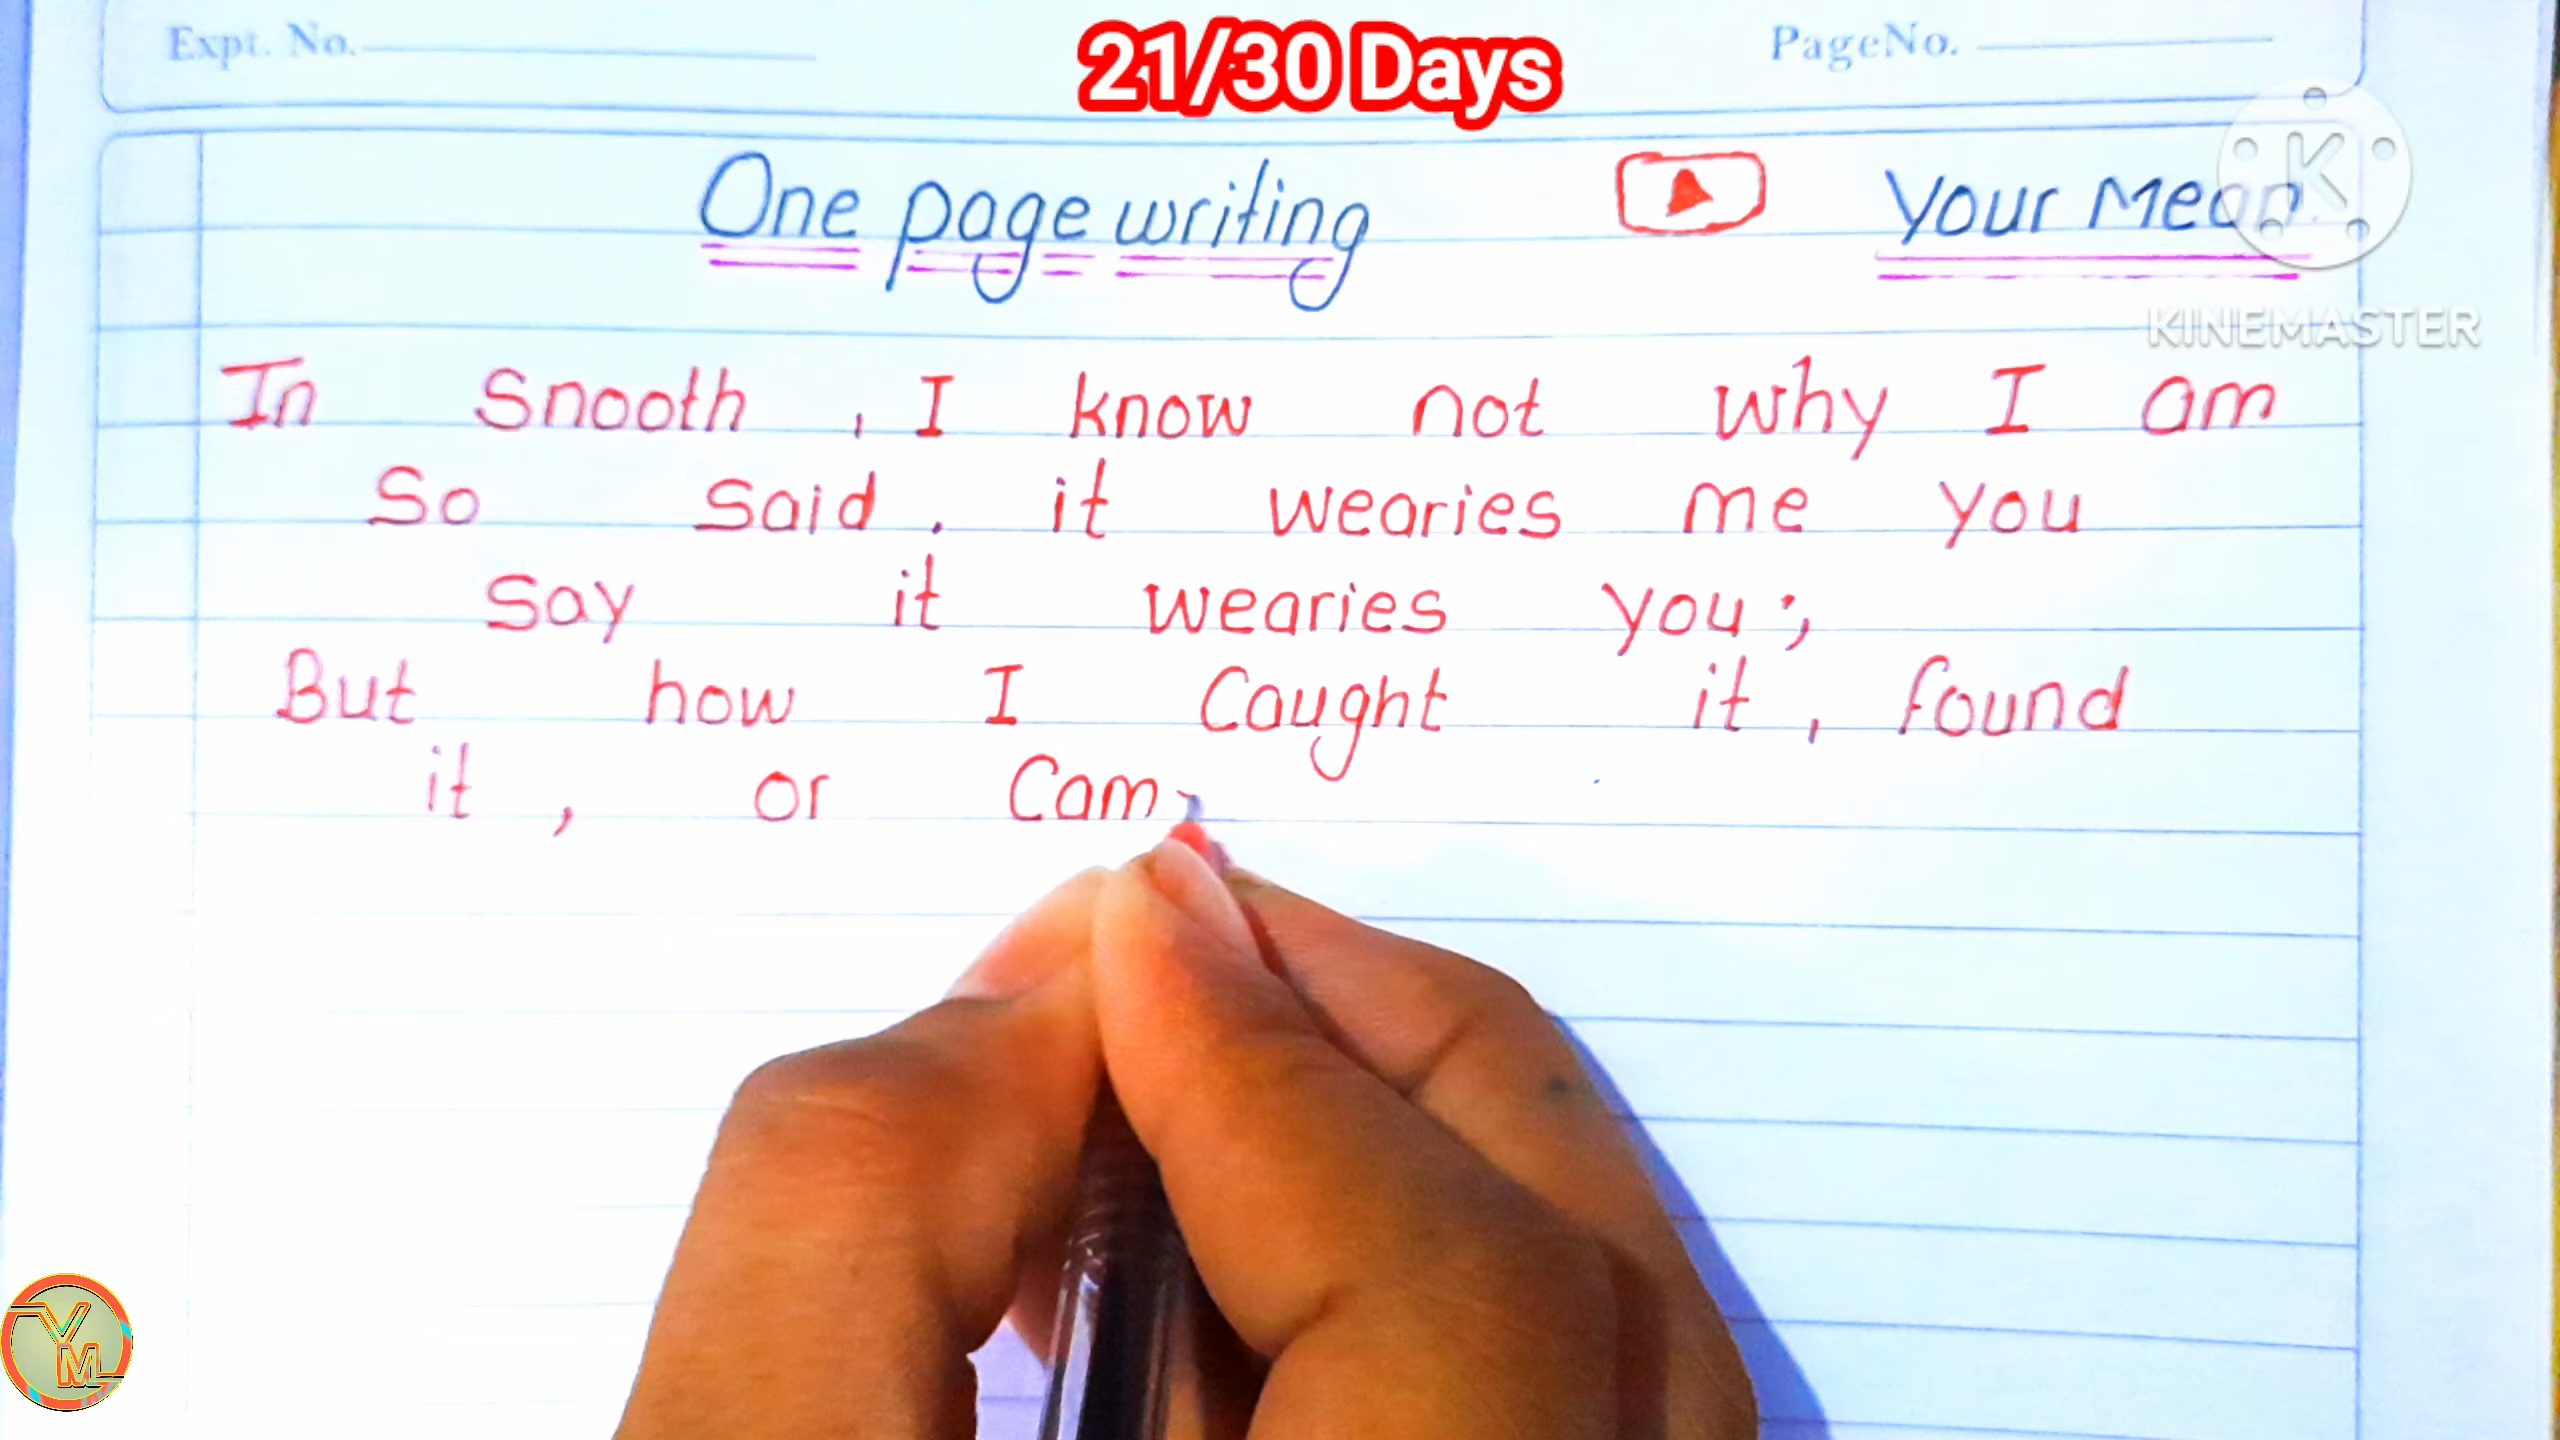 Expt. No.
21/30 Days
PageNo.
One page writing
Your Mean
KINEMASTER
In Snooth , I know not why I am
So Said . it wearies me you
Say it wearies you ;,
But how I Caught it , found
it , or Cam
YM